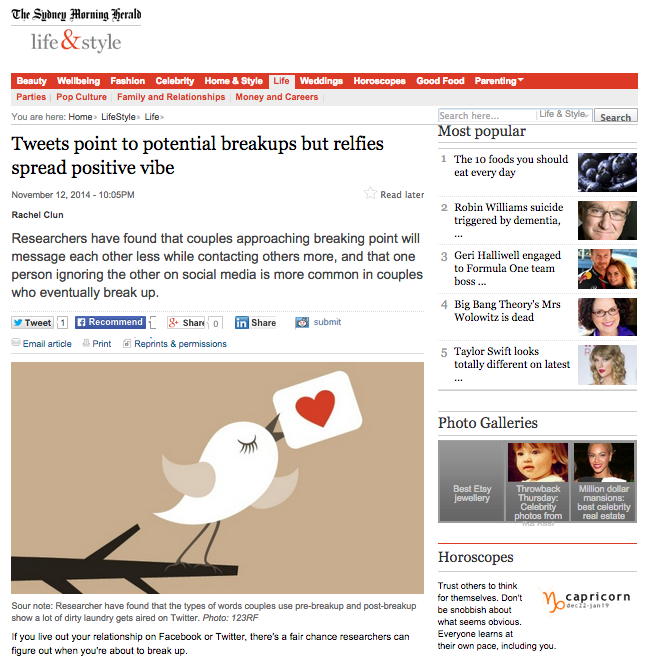 The Sydney Morning Herald
life&style
Beauty Wellbeing Fashion Celebrity Home & Style Life Weddings Horoscopes Good Food Parenting
Parties Pop Culture Family and Relationships Money and Careers
You are here: Home» LifeStyle» Life»
Search here... Life & Style Search
Tweets point to potential breakups but relfies
spread positive vibe
November 12, 2014 - 10:05PM
Read later
Rachel Clun
Researchers have found that couples approaching breaking point will
message each other less while contacting others more, and that one
person ignoring the other on social media is more common in couples
who eventually break up.
Tweet 1 Recommend Share 0 Share submit
Email article Print Reprints & permissions
Sour note: Researcher have found that the types of words couples use pre-breakup and post-breakup
show a lot of dirty laundry gets aired on Twitter. Photo: 123RF
If you live out your relationship on Facebook or Twitter, there's a fair chance researchers can
figure out when you're about to break up.
Most popular
1 The 10 foods you should
eat every day
2 Robin Williams suicide
triggered by dementia,
...
3 Geri Halliwell engaged
to Formula One team
boss ...
4 Big Bang Theory's Mrs
Wolowitz is dead
5 Taylor Swift looks
totally different on latest
...
Photo Galleries
Best Etsy
jewellery
Throwback
Thursday:
Celebrity
photos from
Million dollar
mansions:
best celebrity
real estate
Horoscopes
Trust others to think
for themselves. Don't
be snobbish about
what seems obvious.
Everyone learns at
their own pace, including you.
capricorn
dec22-jan19